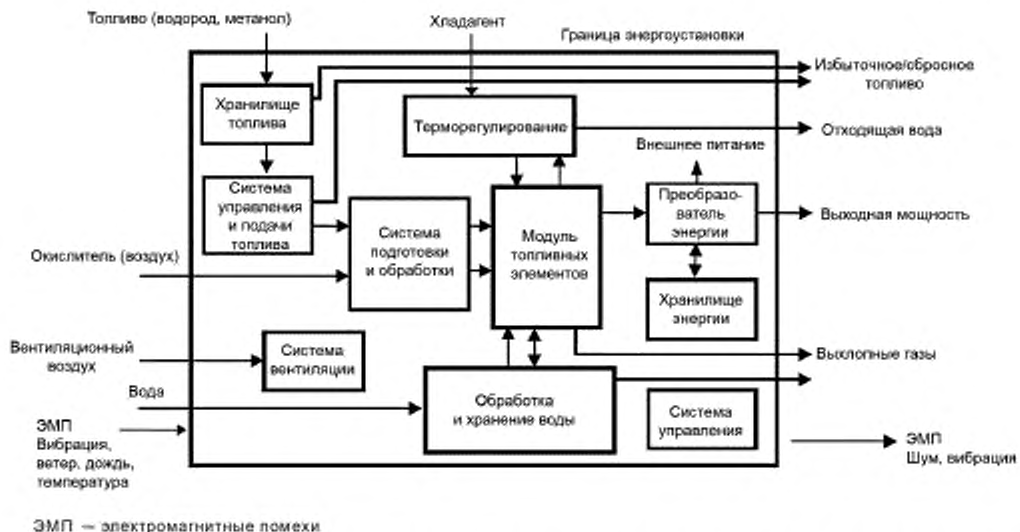 Топливо (водород, метанол)
Хладагент
Граница энергоустановки
Избыточное/сбросное
топливо
Хранилище
топлива
Терморегулирование
Отходящая вода
Внешнее питание
Система
управления
и подачи
топлива
Система
подготовки
и обработки
Модуль
топливных
элементов
Преобразо-
ватель
энергии
Выходная мощность
Окислитель (воздух)
Хранилище
энергии
Вентиляционный
воздух
Система
вентиляции
Выхлопные газы
Вода
Обработка
и хранение воды
Система
управления
ЭМП
Вибрация,
ветер, дождь,
температура
ЭМП
Шум, вибрация
ЭМП — электромагнитные помехи